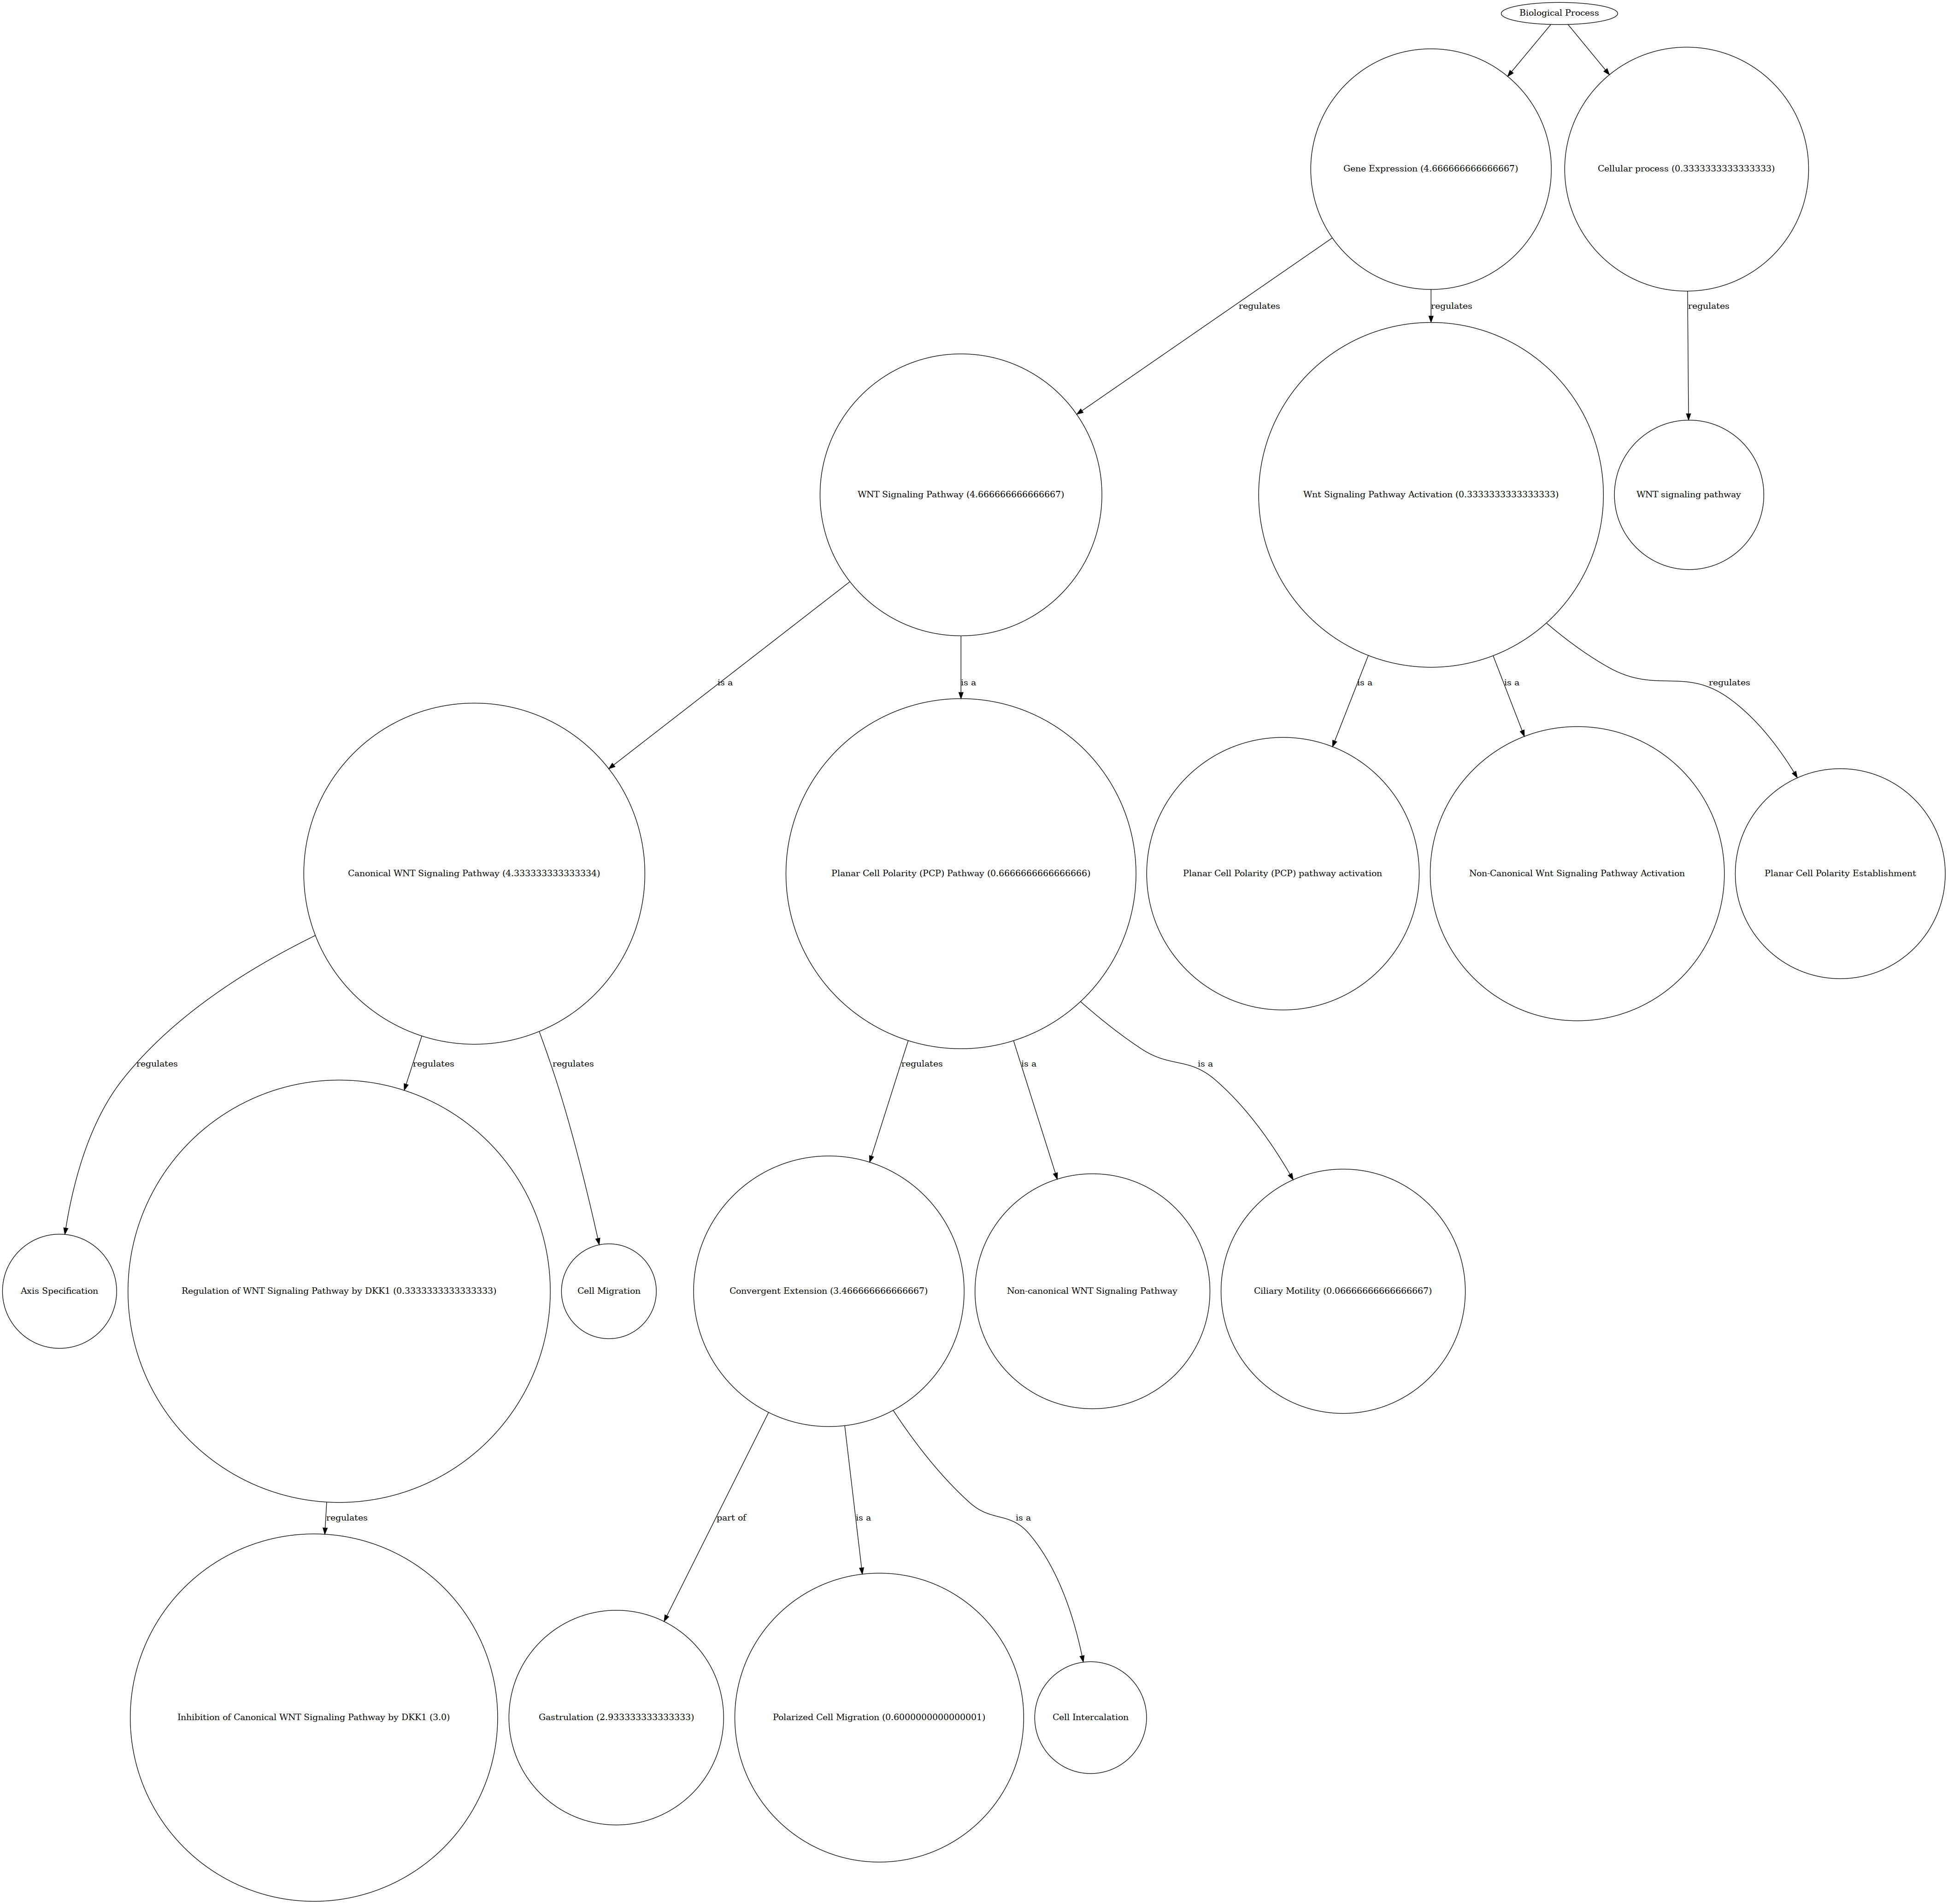 Biological Process
Gene Expression (4.666666666666667)
Cellular process (0.3333333333333333)
regulates
regulates
regulates
WNT Signaling Pathway (4.666666666666667)
Wnt Signaling Pathway Activation (0.3333333333333333)
WNT signaling pathway
is a
is a
is a
is a
regulates
Canonical WNT Signaling Pathway (4.333333333333334)
Planar Cell Polarity (PCP) Pathway (0.6666666666666666)
Planar Cell Polarity (PCP) pathway activation
Non-Canonical Wnt Signaling Pathway Activation
Planar Cell Polarity Establishment
regulates
regulates
regulates
regulates
is a
is a
Axis Specification
Regulation of WNT Signaling Pathway by DKK1 (0.3333333333333333)
Cell Migration
Convergent Extension (3.466666666666667)
Non-canonical WNT Signaling Pathway
Ciliary Motility (0.06666666666666667)
regulates
part of
is a
is a
Inhibition of Canonical WNT Signaling Pathway by DKK1 (3.0)
Gastrulation (2.933333333333333)
Polarized Cell Migration (0.6000000000000001)
Cell Intercalation